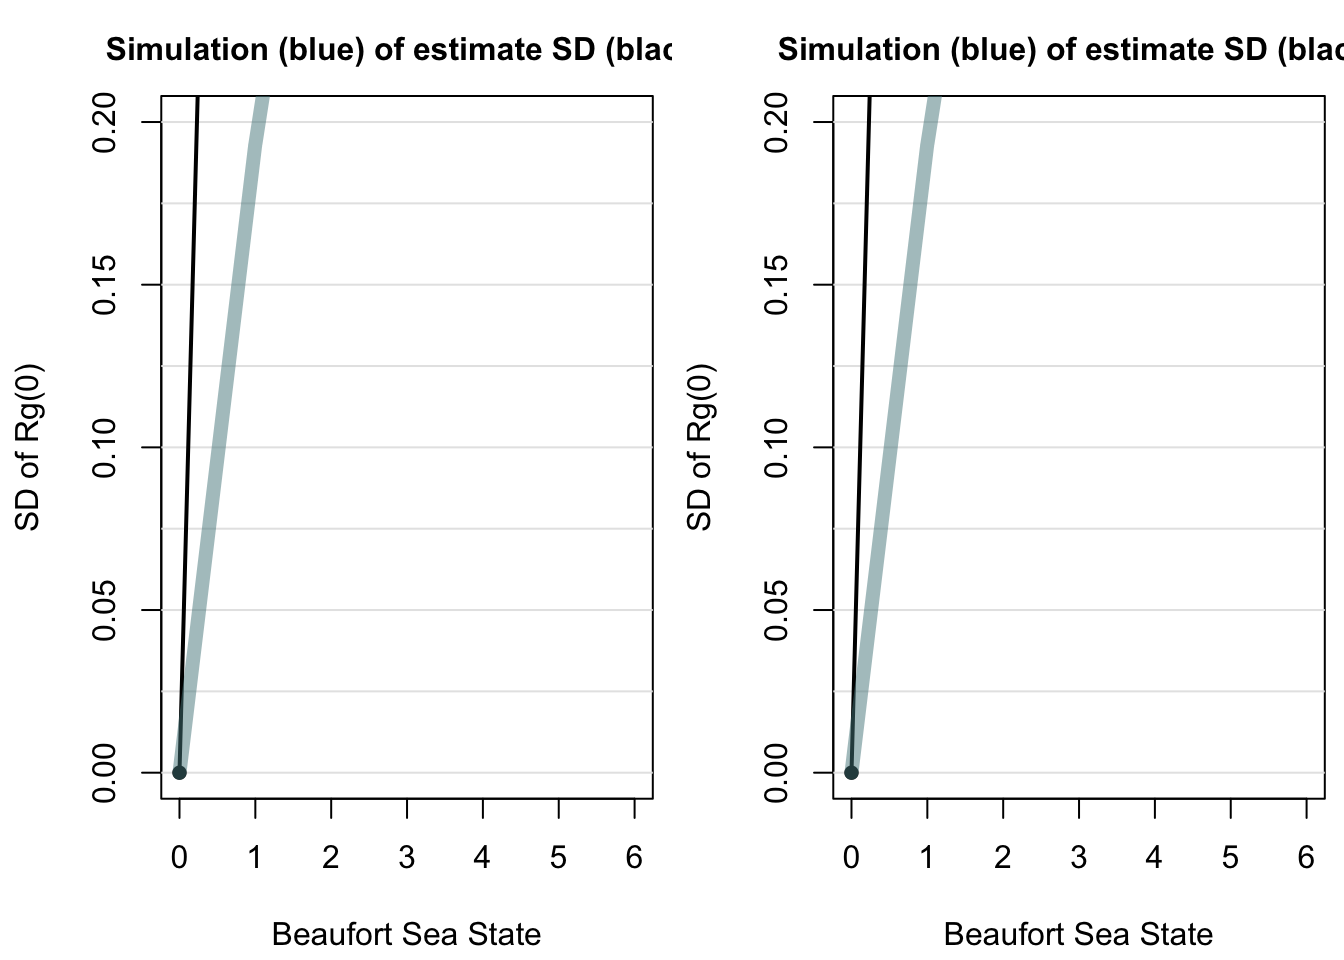 Simulation (blue) of estimate SD (blac
SD of Rg(0)
0.20
0.15
0.10
0.05
0.00
0 1 2 3 4 5 6
Beaufort Sea State
Simulation (blue) of estimate SD (blac
SD of Rg(0)
0.20
0.15
0.10
0.05
0.00
0 1 2 3 4 5 6
Beaufort Sea State